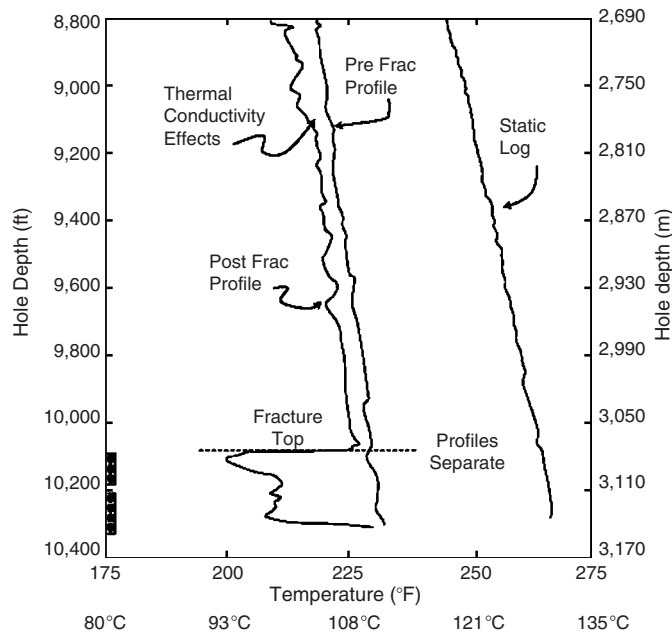 8,800
9,000
9,200
9,400
9,600
9,800
10,000
10,200
10,400
Hole Depth (ft)
2,690
2,750
2,810
2,870
2,930
2,990
3,050
3,110
3,170
Hole depth (m)
Thermal
Conductivity
Effects
Pre Frac
Profile
Static
Log
Post Frac
Profile
Fracture
Top
Profiles
Separate
175
200
225
250
275
Temperature (°F)
80°C
93°C
108°C
121°C
135°C